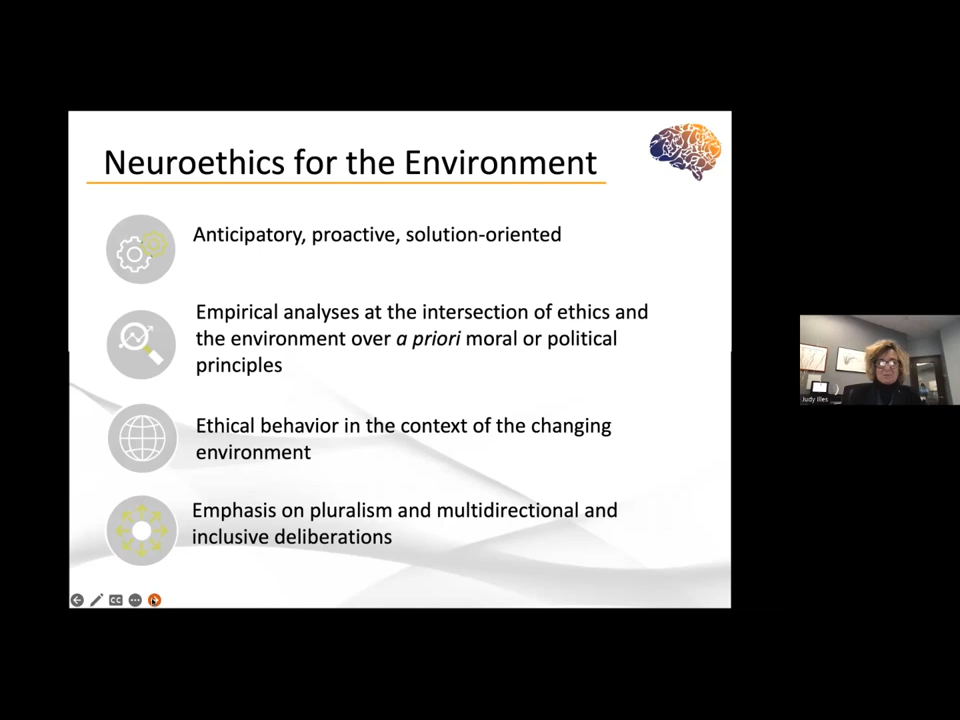 Neuroethics for the Environment
Anticipatory, proactive, solution-oriented
Empirical analyses at the intersection of ethics and
the environment over a priori moral or political
principles
Ethical behavior in the context of the changing
environment
Emphasis on pluralism and multidirectional and
inclusive deliberations
CC
Judy Illes